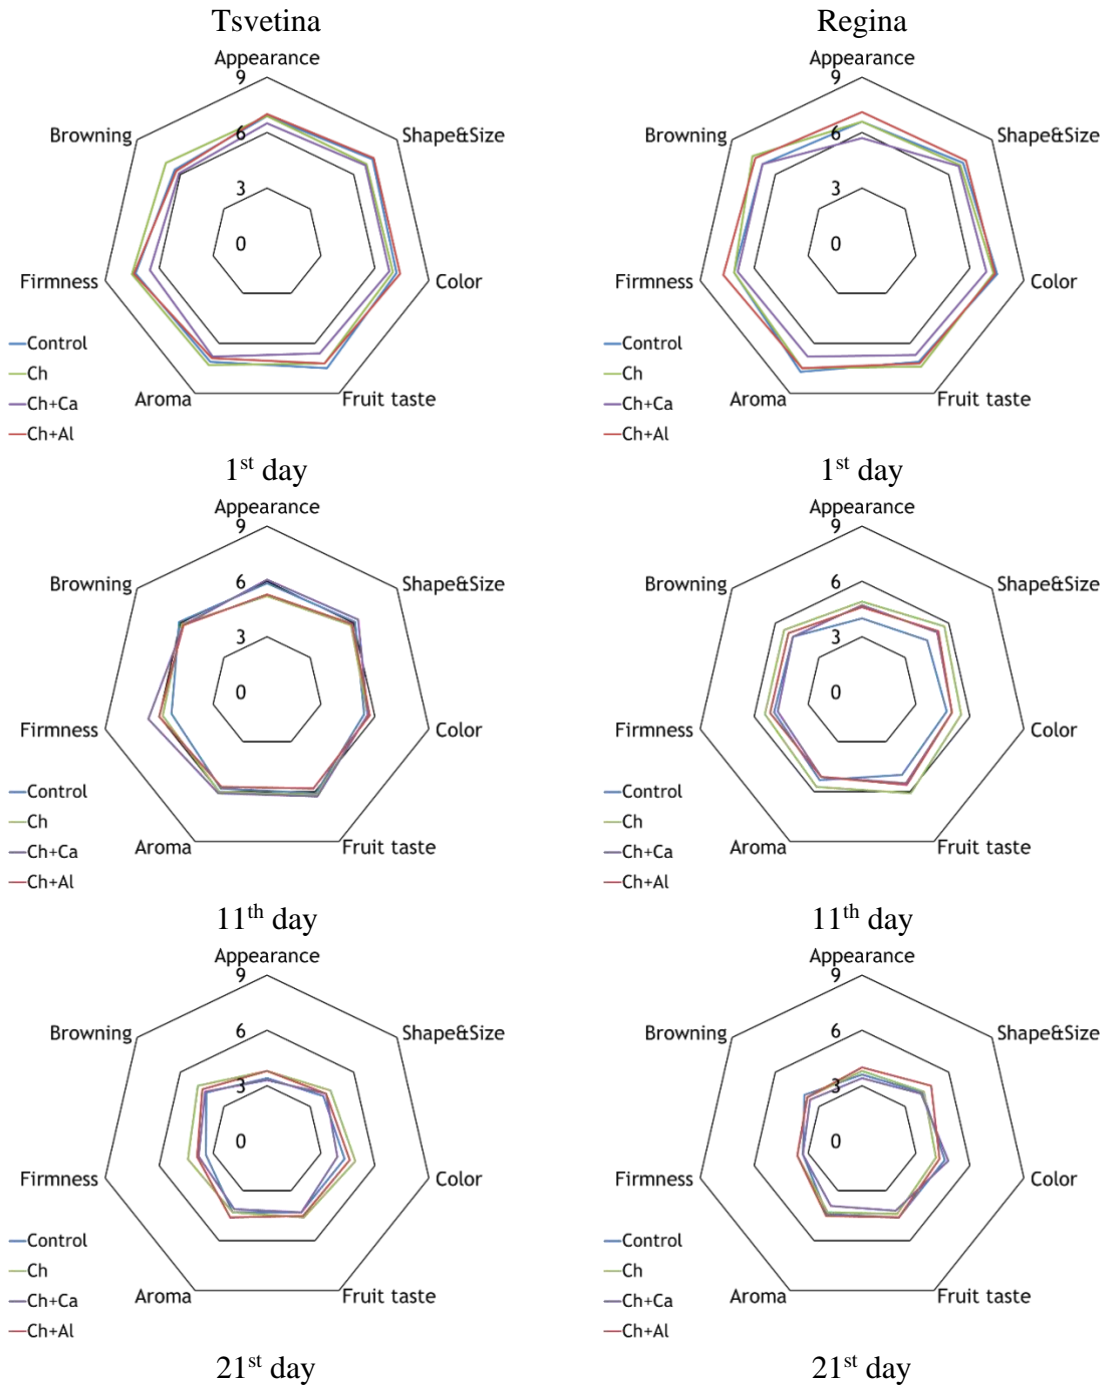 Tsvetina
Appearance
9
Browning
Shape&Size
6
3
0
Firmness
Color
Control
Ch
Ch+Ca
Ch+Al
Aroma
Fruit taste
1st day
Regina
Appearance
9
Browning
Shape&Size
6
3
0
Firmness
Color
Control
Ch
Ch+Ca
Ch+Al
Aroma
Fruit taste
1st day
Appearance
9
Browning
Shape&Size
6
3
0
Firmness
Color
Control
Ch
Ch+Ca
Ch+Al
Aroma
Fruit taste
11th day
Appearance
9
Browning
Shape&Size
6
3
0
Firmness
Color
Control
Ch
Ch+Ca
Ch+Al
Aroma
Fruit taste
11th day
Appearance
9
Browning
Shape&Size
6
3
0
Firmness
Color
Control
Ch
Ch+Ca
Ch+Al
Aroma
Fruit taste
21st day
Appearance
9
Browning
Shape&Size
6
3
0
Firmness
Color
Control
Ch
Ch+Ca
Ch+Al
Aroma
Fruit taste
21st day